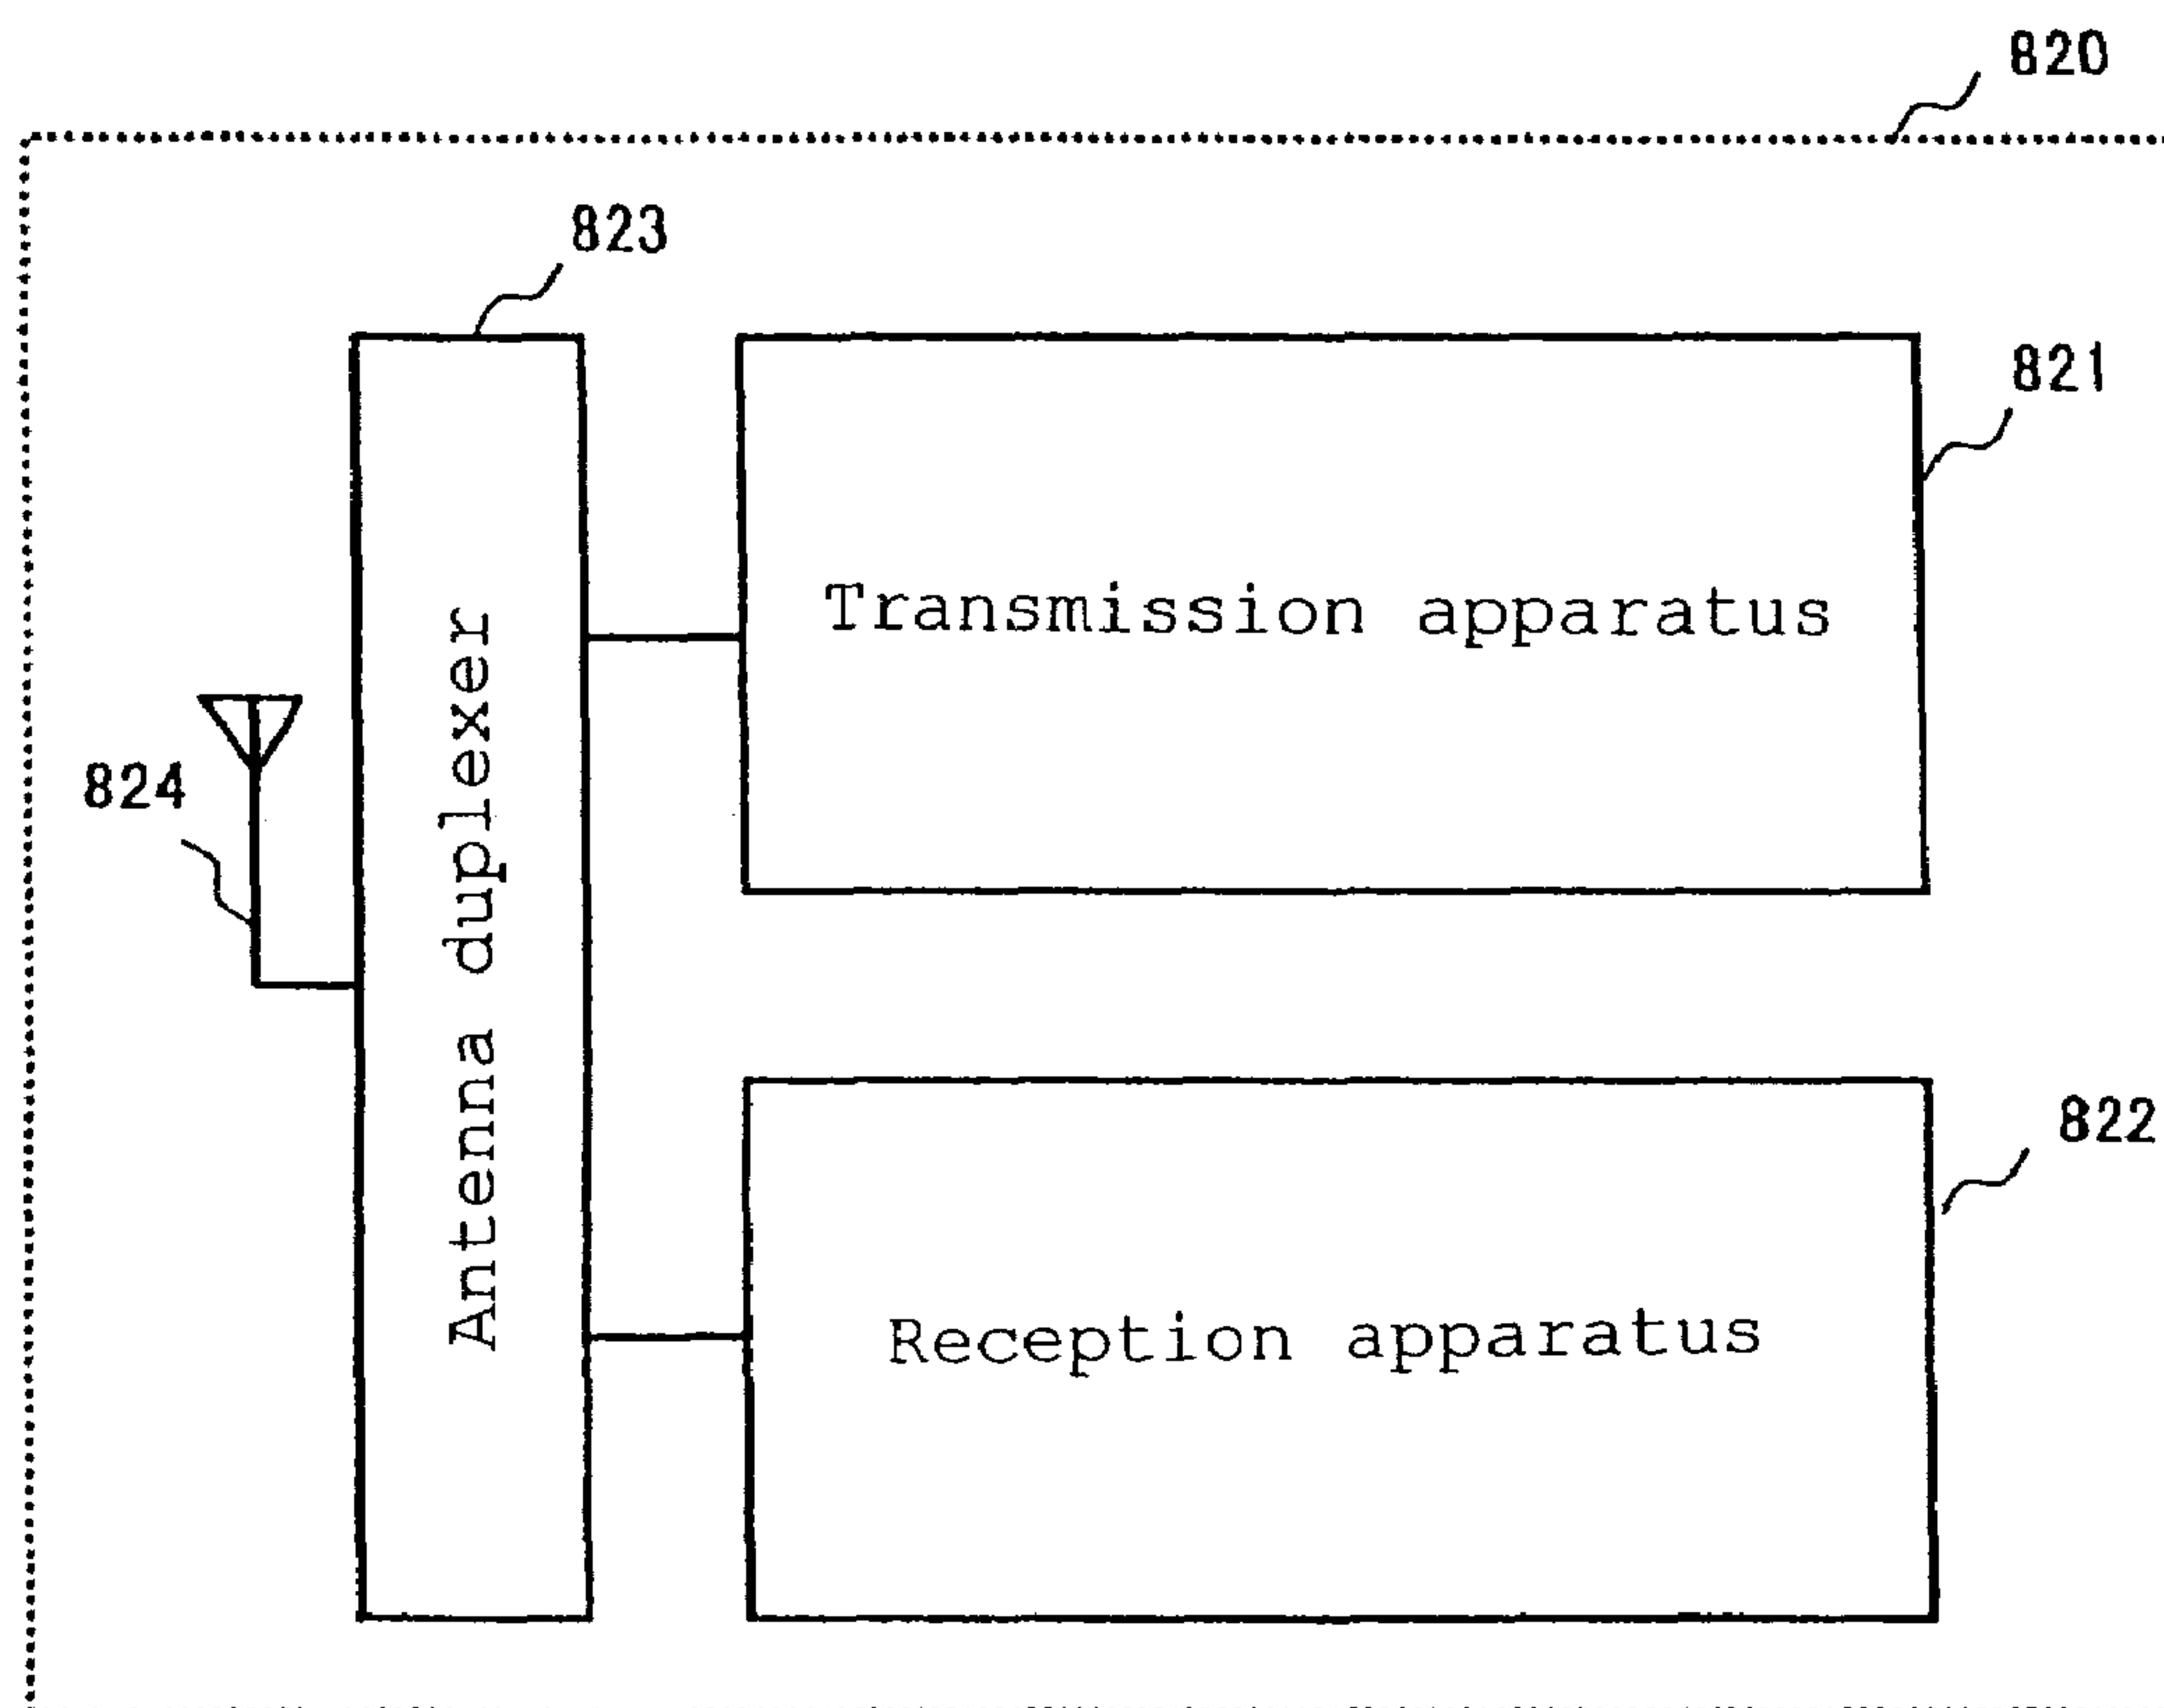 820
823
821
Transmission apparatus
824
Antenna duplexer
822
Reception apparatus